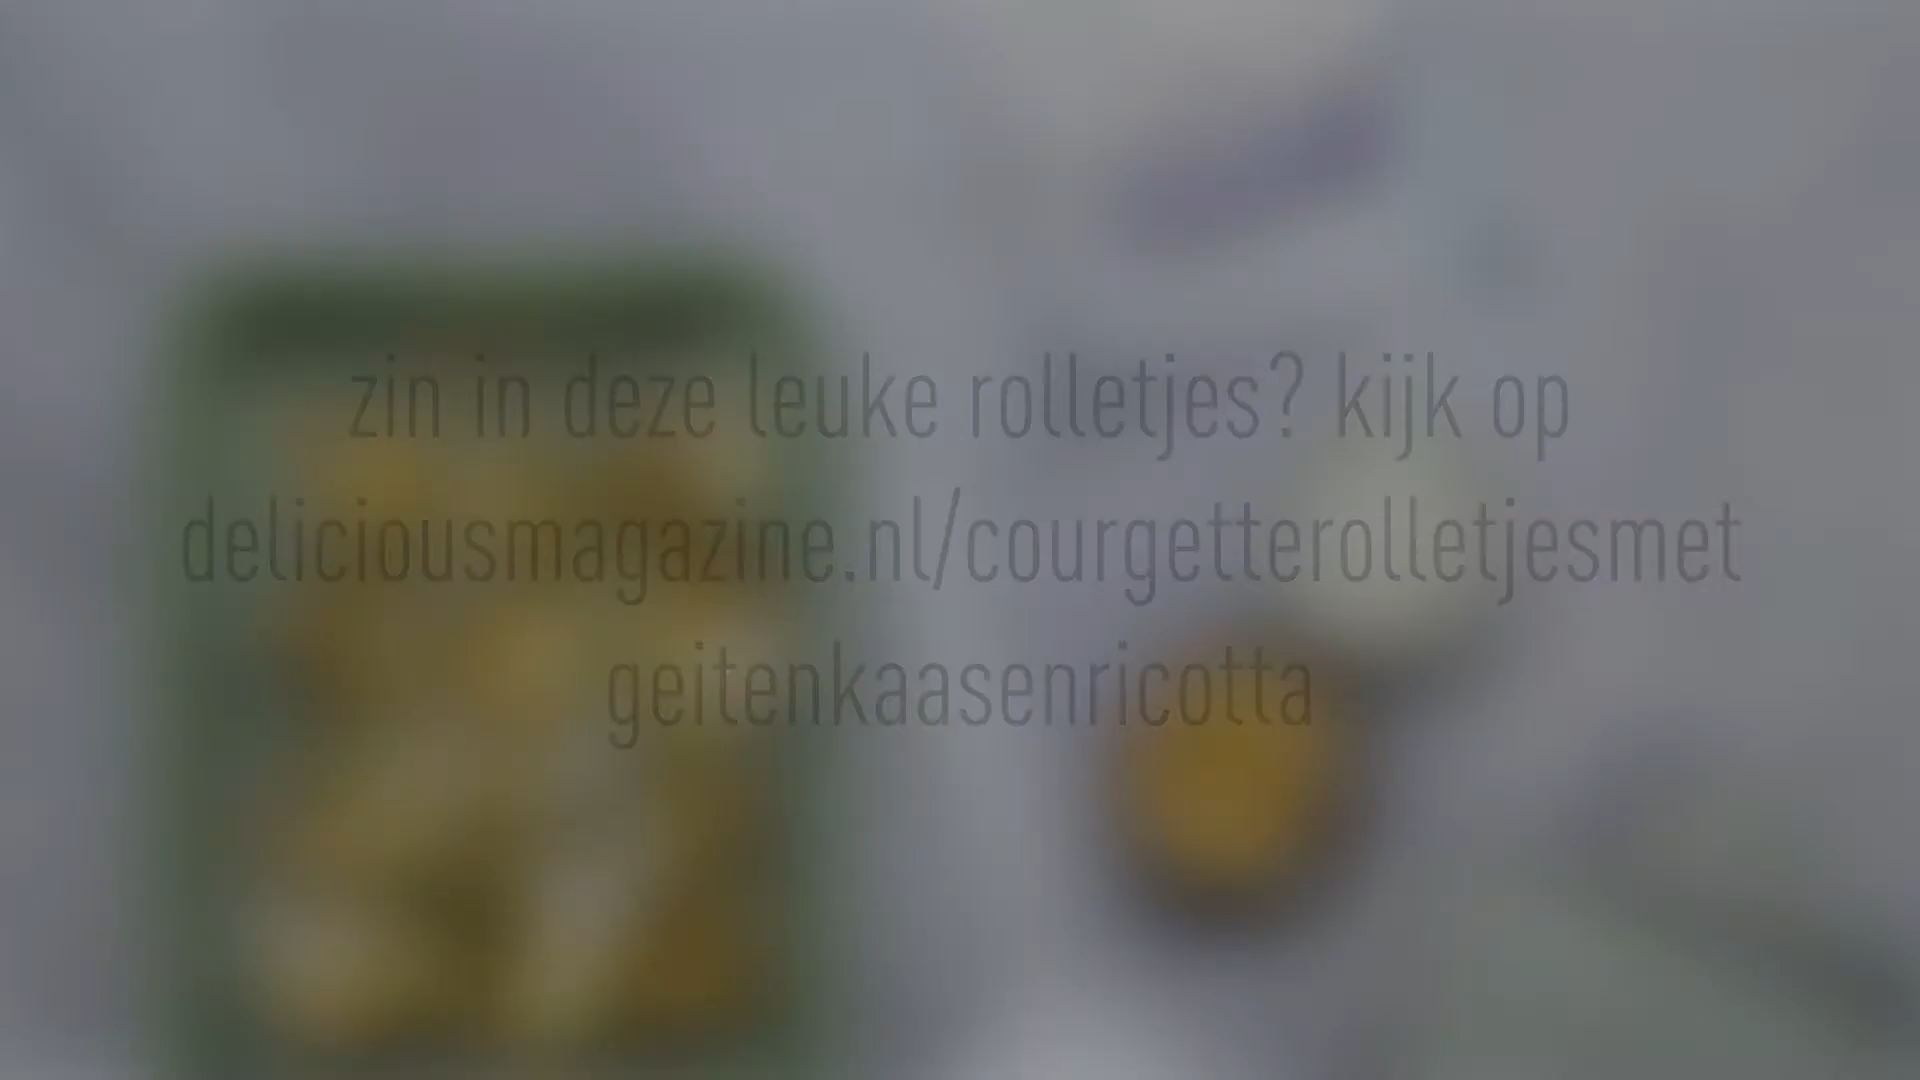 zin in deze leuke rolletjes? kijk op
deliciousmagazine.nl/courgetterolletjesmet
geitenkaasenricotta